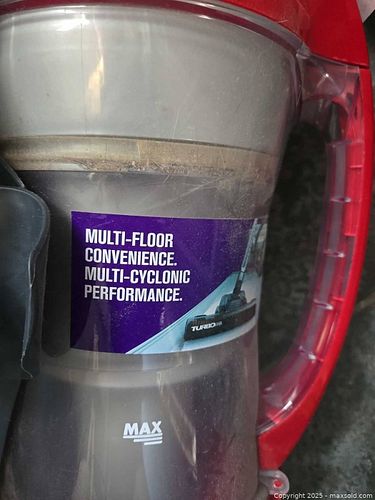 MULTI-FLOOR
CONVENIENCE.
MULTI-CYCLONIC
PERFORMANCE.
TURBO
MAX
Copyright 2025 - maxsold.com